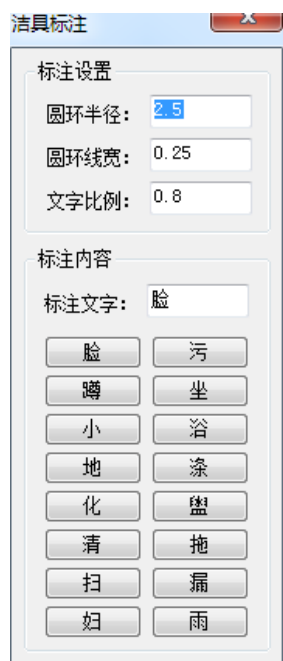 洁具标注
标注设置
圆环半径： 2.5
圆环线宽： 0.25
文字比例： 0.8
标注内容
标注文字： 脸
脸 污
蹲 坐
小 浴
地 涤
化 盥
清 拖
扫 漏
妇 雨